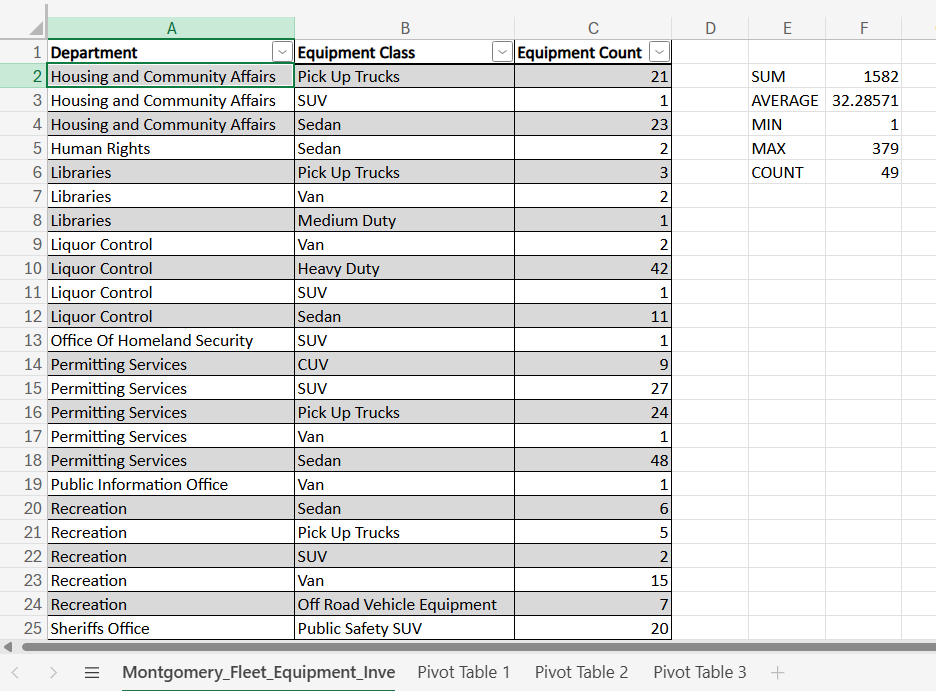 A B C D E F
1 Department Equipment Class Equipment Count
2 Housing and Community Affairs Pick Up Trucks 21 SUM 1582
3 Housing and Community Affairs SUV 1 AVERAGE 32.28571
4 Housing and Community Affairs Sedan 23 MIN 1
5 Human Rights Sedan 2 MAX 379
6 Libraries Pick Up Trucks 3 COUNT 49
7 Libraries Van 2
8 Libraries Medium Duty 1
9 Liquor Control Van 2
10 Liquor Control Heavy Duty 42
11 Liquor Control SUV 1
12 Liquor Control Sedan 11
13 Office Of Homeland Security SUV 1
14 Permitting Services CUV 9
15 Permitting Services SUV 27
16 Permitting Services Pick Up Trucks 24
17 Permitting Services Van 1
18 Permitting Services Sedan 48
19 Public Information Office Van 1
20 Recreation Sedan 6
21 Recreation Pick Up Trucks 5
22 Recreation SUV 2
23 Recreation Van 15
24 Recreation Off Road Vehicle Equipment 7
25 Sheriffs Office Public Safety SUV 20
Montgomery_Fleet_Equipment_Inve Pivot Table 1 Pivot Table 2 Pivot Table 3